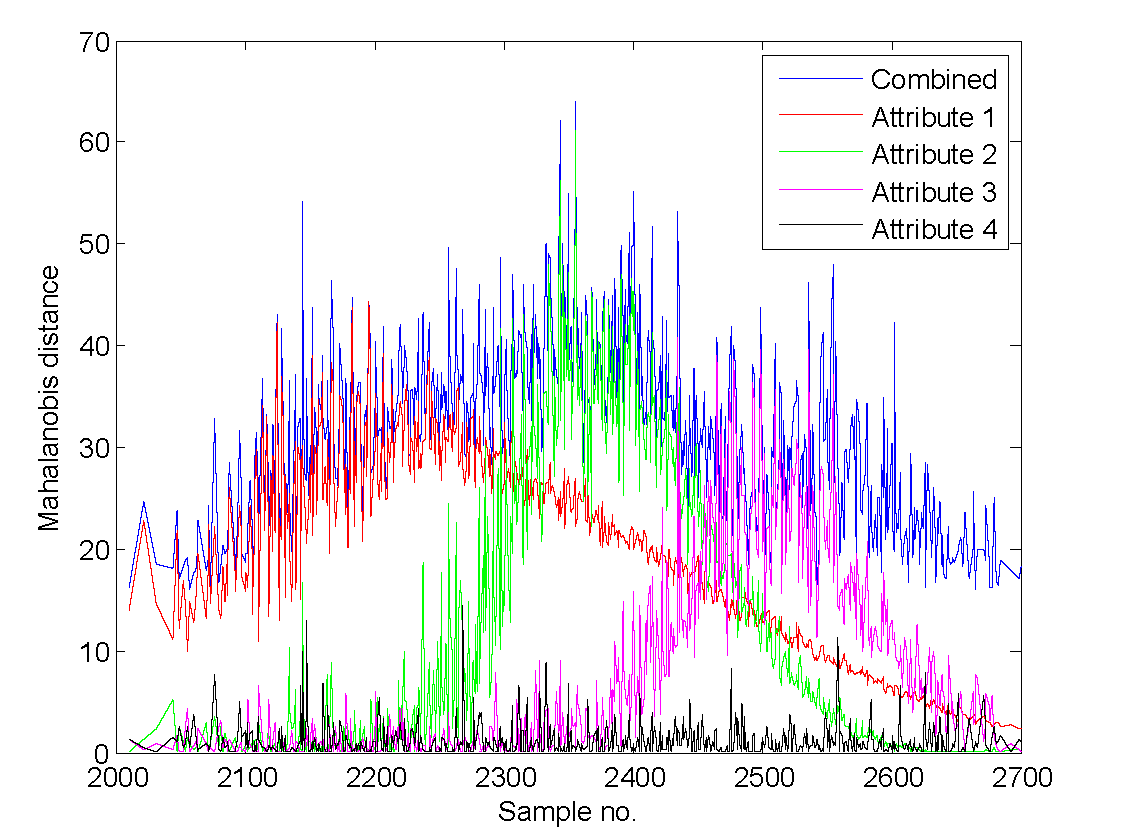 70
60
50
40
30
20
10
0
Mahalanobis distance
Combined
Attribute 1
Attribute 2
Attribute 3
Attribute 4
2000 2100 2200 2300 2400 2500 2600 2700
Sample no.